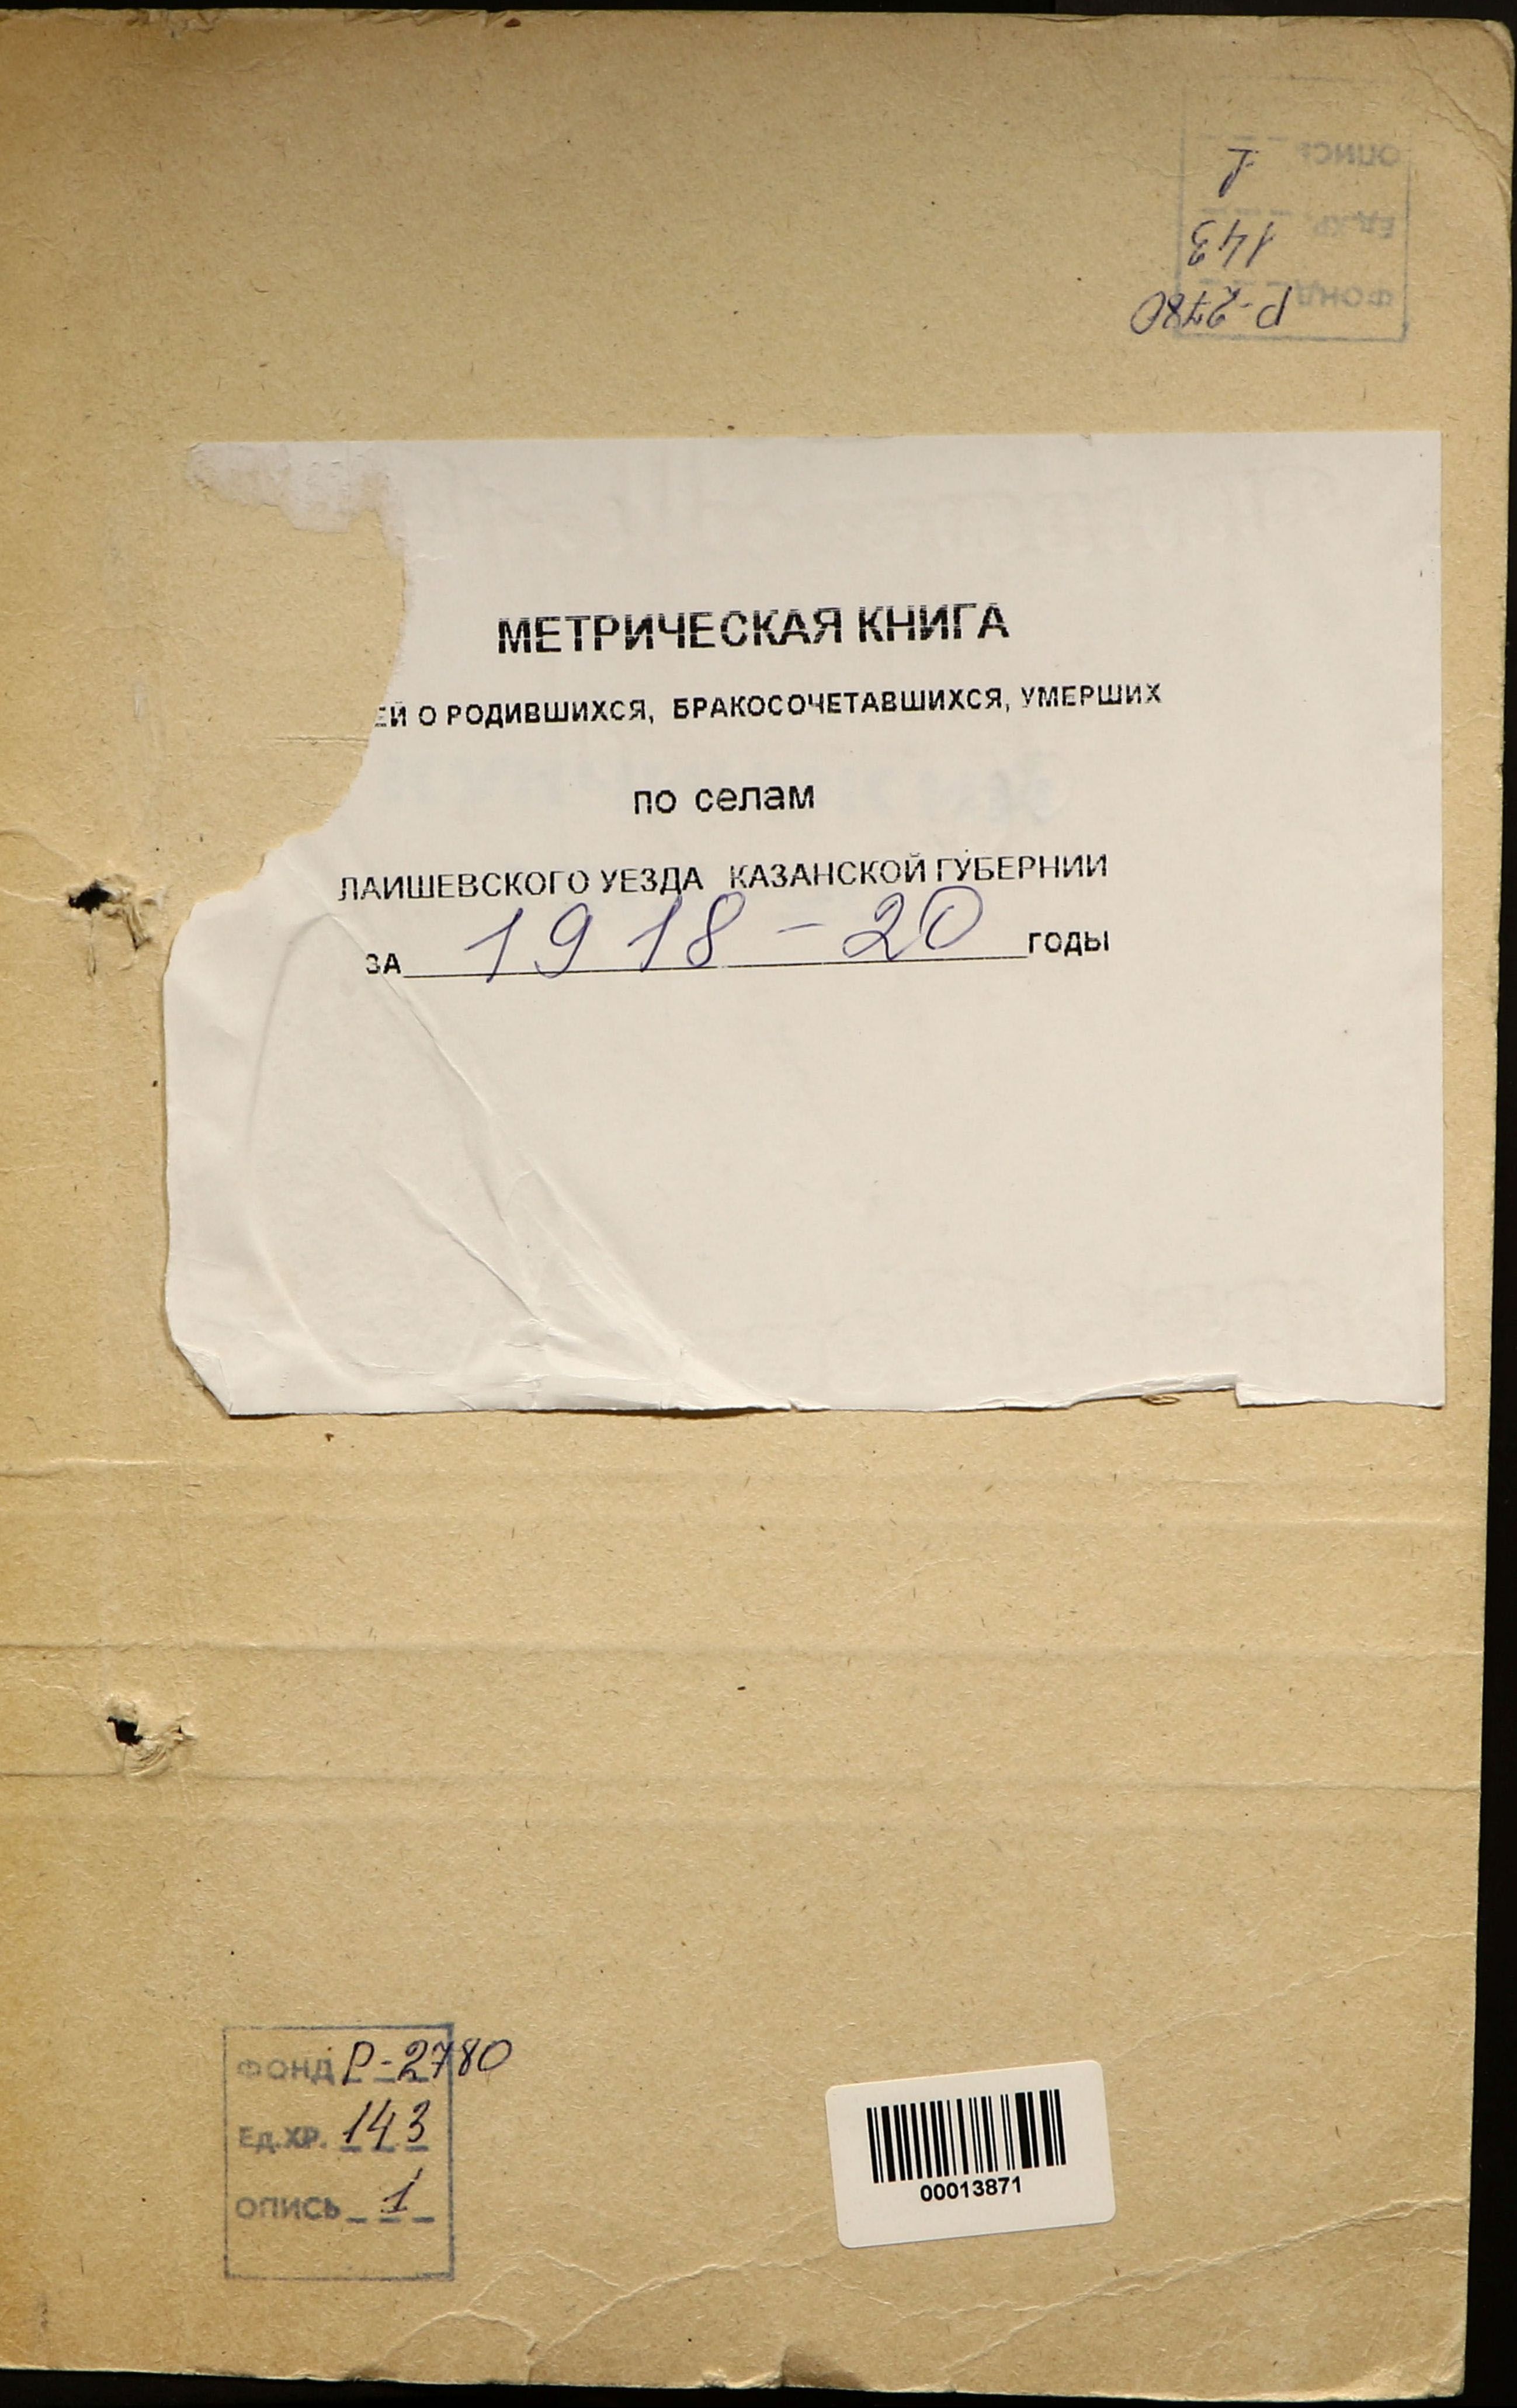 ОПИСЬ 1
ЕД.ХР. 143
ФОНД Р-2780
МЕТРИЧЕСКАЯ КНИГА
ЕЙ О РОДИВШИХСЯ, БРАКОСОЧЕТАВШИХСЯ, УМЕРШИХ
по селам
ЛАИШЕВСКОГО УЕЗДА КАЗАНСКОЙ ГУБЕРНИИ
ЗА 1918-20 ГОДЫ
ФОНД Р-2780
ЕД.ХР. 143
ОПИСЬ 1
00013871